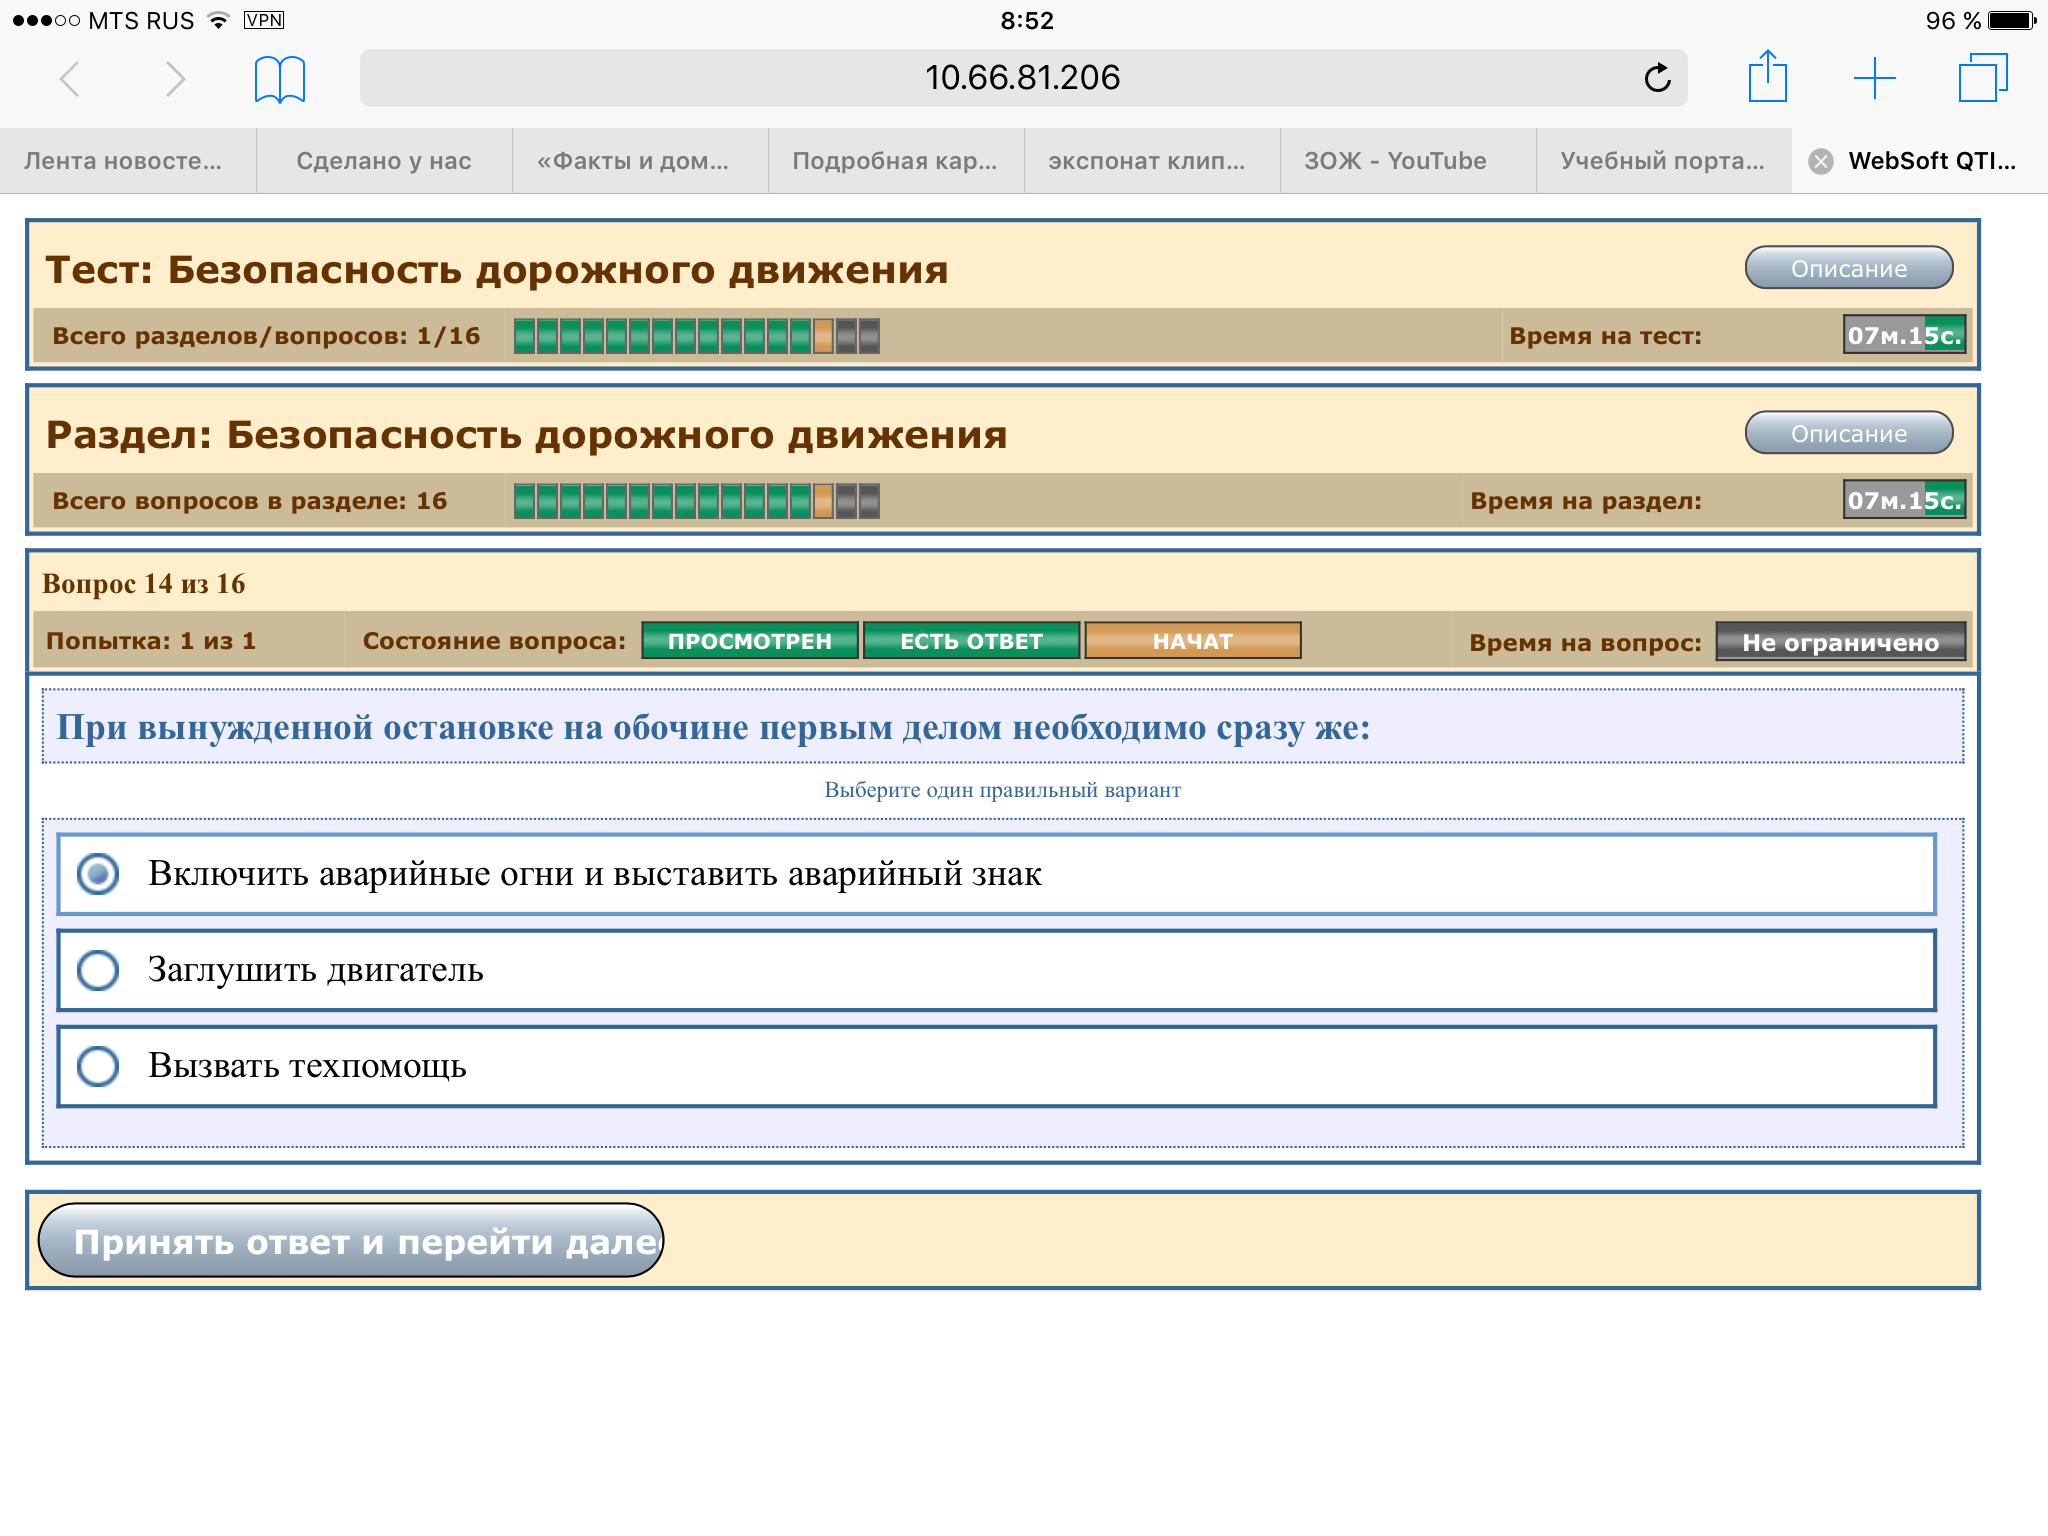 MTS RUS VPN 8:52 96 %
10.66.81.206
Лента новосте... Сделано у нас «Факты и дом... Подробная кар... экспонат клип... ЗОЖ - YouTube Учебный порта... WebSoft QTI...
Тест: Безопасность дорожного движения Описание
Всего разделов/вопросов: 1/16 Время на тест: 07м.15с.
Раздел: Безопасность дорожного движения Описание
Всего вопросов в разделе: 16 Время на раздел: 07м.15с.
Вопрос 14 из 16
Попытка: 1 из 1 Состояние вопроса: ПРОСМОТРЕН ЕСТЬ ОТВЕТ НАЧАТ Время на вопрос: Не ограничено
При вынужденной остановке на обочине первым делом необходимо сразу же:
Выберите один правильный вариант
Включить аварийные огни и выставить аварийный знак
Заглушить двигатель
Вызвать техпомощь
Принять ответ и перейти дале